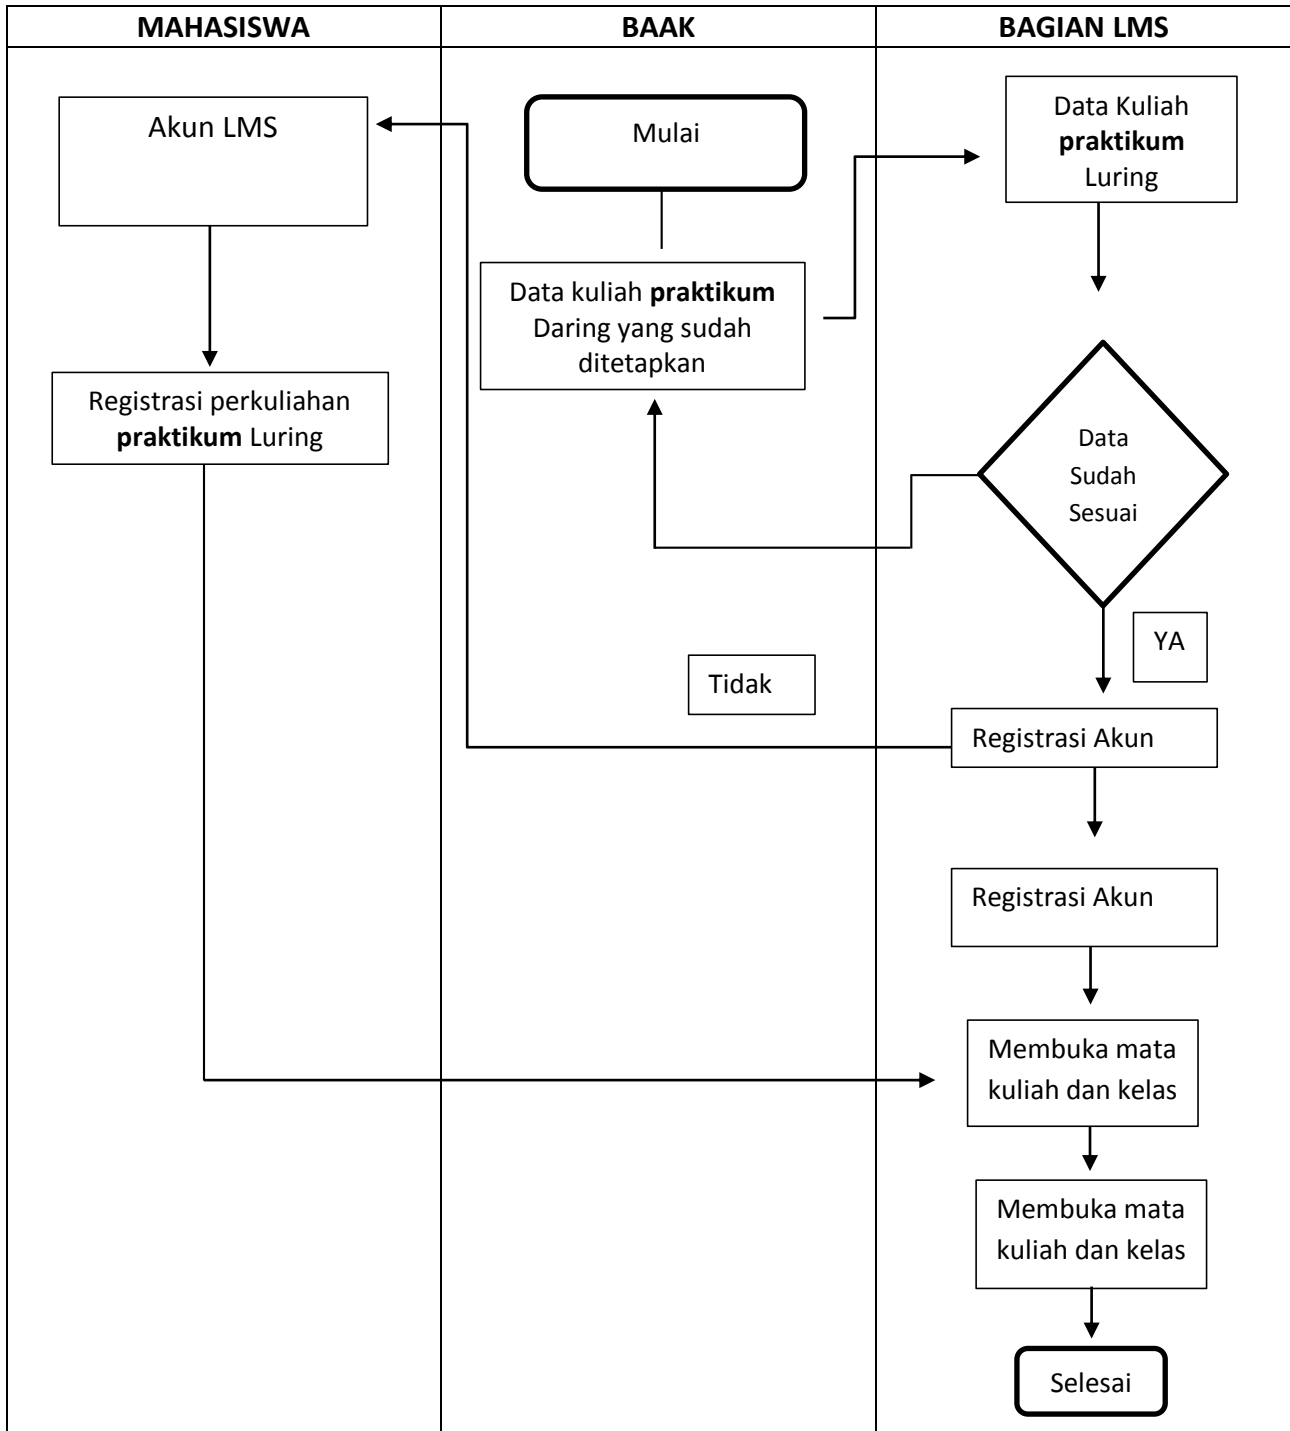 MAHASISWA
BAAK
BAGIAN LMS
Akun LMS
Registrasi perkuliahan
praktikum Luring
Mulai
Data kuliah praktikum
Daring yang sudah
ditetapkan
Tidak
Data Kuliah
praktikum
Luring
Data
Sudah
Sesuai
YA
Registrasi Akun
Registrasi Akun
Membuka mata
kuliah dan kelas
Membuka mata
kuliah dan kelas
Selesai